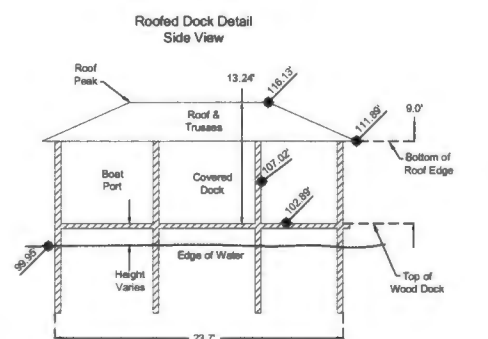 Roofed Dock Detail
Side View
Roof
Peak
13.24'
116.13'
111.89'
9.0'
Roof &
Trusses
Bottom of
Roof Edge
Boat
Port
Covered
Dock
107.02'
102.89'
99.95'
Edge of Water
Height
Varies
Top of
Wood Dock
23.7'